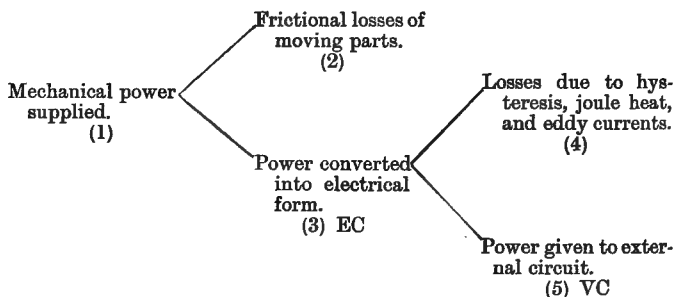 Frictional losses of
moving parts.
(2)
Mechanical power
supplied.
(1)
Losses due to hys-
teresis, joule heat,
and eddy currents.
(4)
Power converted
into electrical
form.
(3) EC
Power given to exter-
nal circuit.
(5) VC